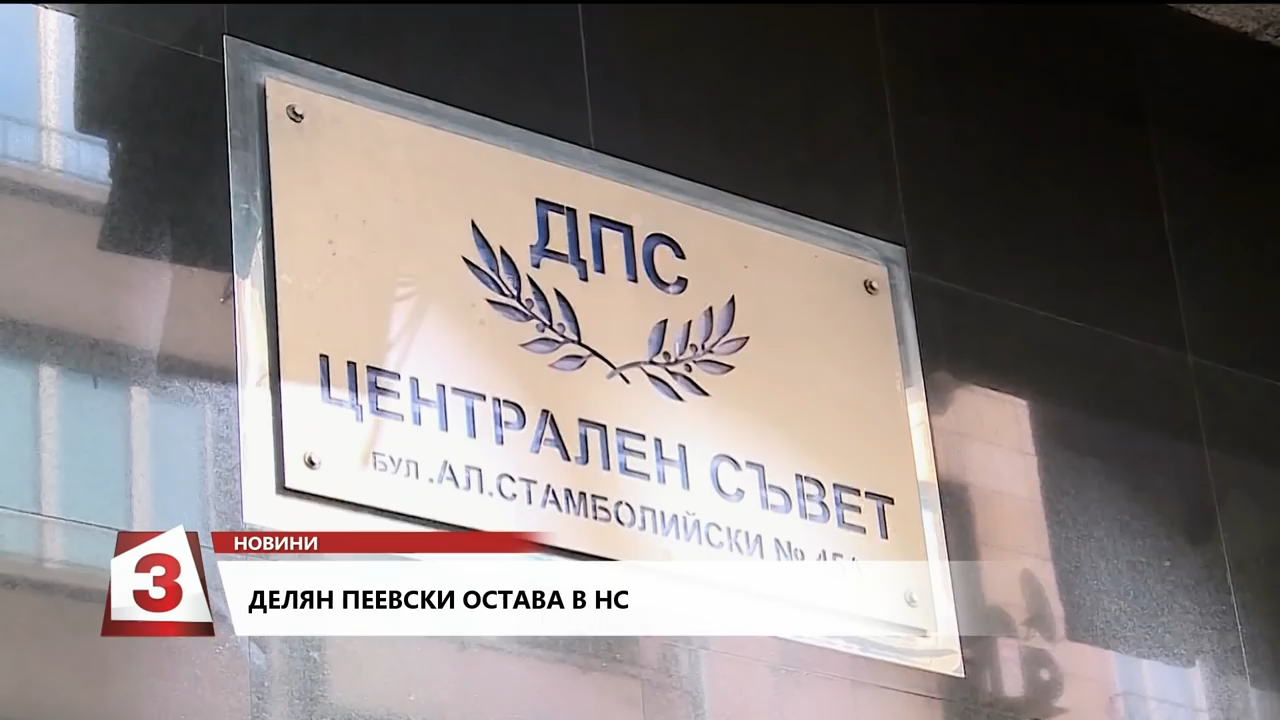 ДПС
ЦЕНТРАЛЕН СЪВЕТ
БУЛ.АЛ.СТАМБОЛИЙСКИ №
3
НОВИНИ
ДЕЛЯН ПЕЕВСКИ ОСТАВА В НС